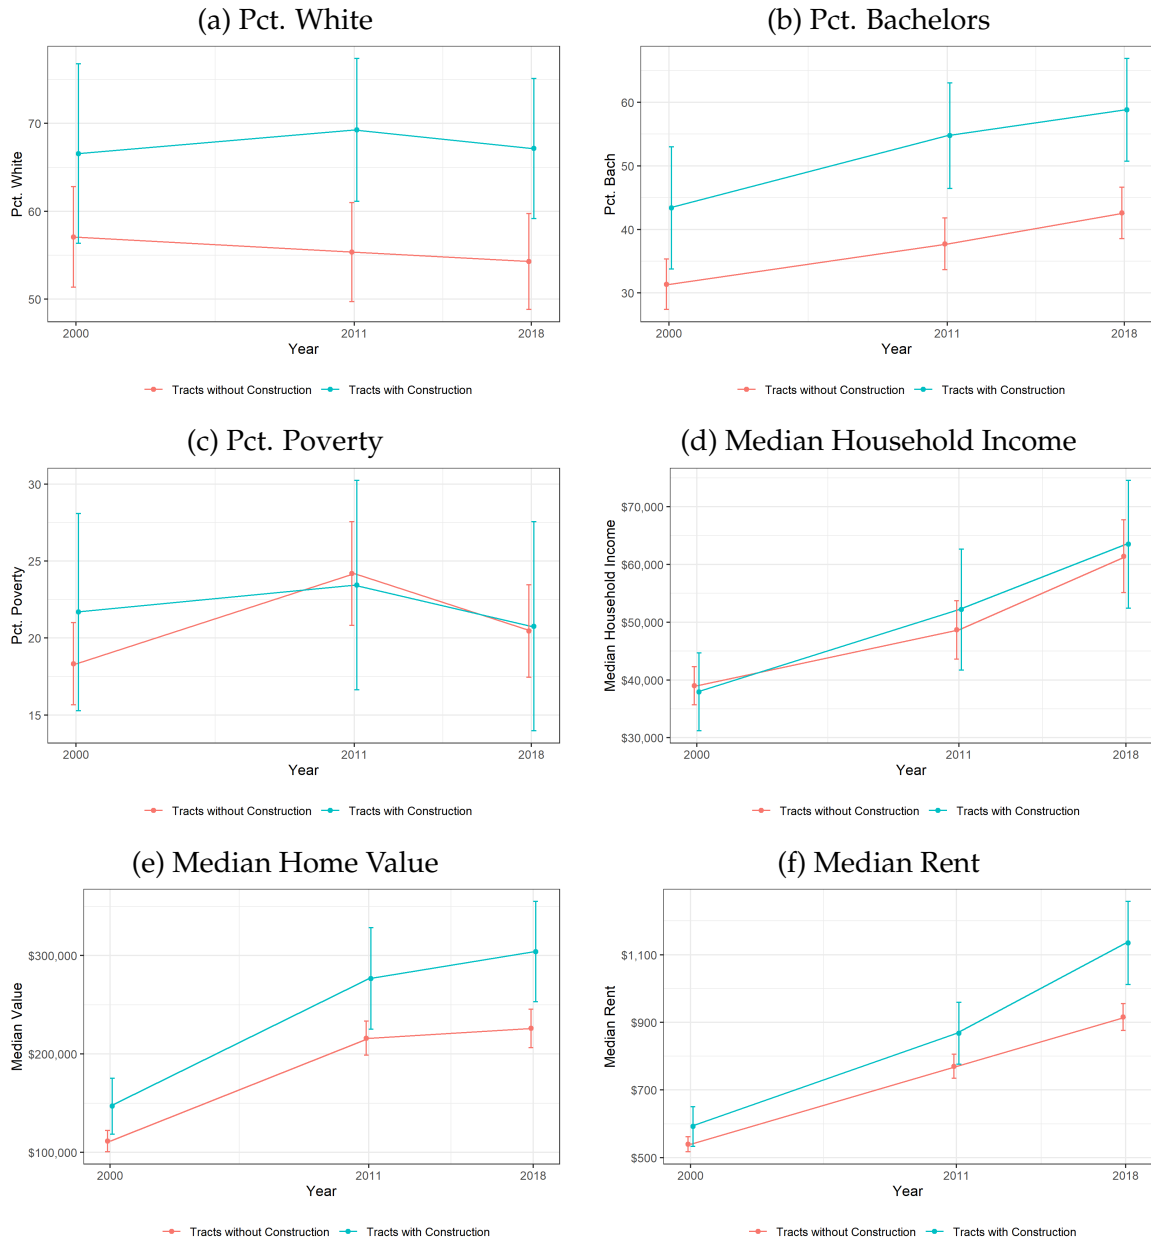 (a) Pct. White
70
60
50
Pct. White
2000
2011
2018
Year
Tracts without Construction
Tracts with Construction
(b) Pct. Bachelors
60
50
40
30
Pct. Bach
2000
2011
2018
Year
Tracts without Construction
Tracts with Construction
(c) Pct. Poverty
30
25
20
15
Pct. Poverty
2000
2011
2018
Year
Tracts without Construction
Tracts with Construction
(d) Median Household Income
$70,000
$60,000
$50,000
$40,000
$30,000
Median Household Income
2000
2011
2018
Year
Tracts without Construction
Tracts with Construction
(e) Median Home Value
$300,000
$200,000
$100,000
Median Value
2000
2011
2018
Year
Tracts without Construction
Tracts with Construction
(f) Median Rent
$1,100
$900
$700
$500
Median Rent
2000
2011
2018
Year
Tracts without Construction
Tracts with Construction